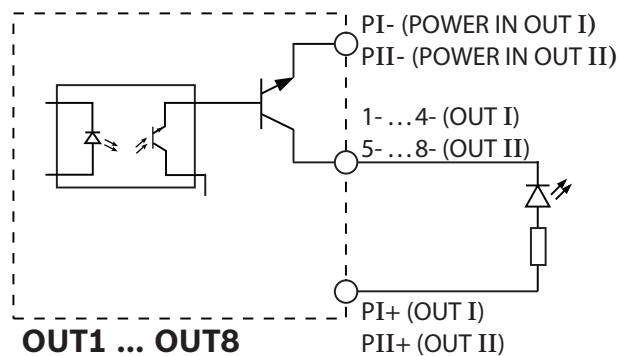 PI- (POWER IN OUT I)
PII- (POWER IN OUT II)
1- ...4- (OUT I)
5- ...8- (OUT II)
PI+ (OUT I)
PII+ (OUT II)
OUT1 ... OUT8